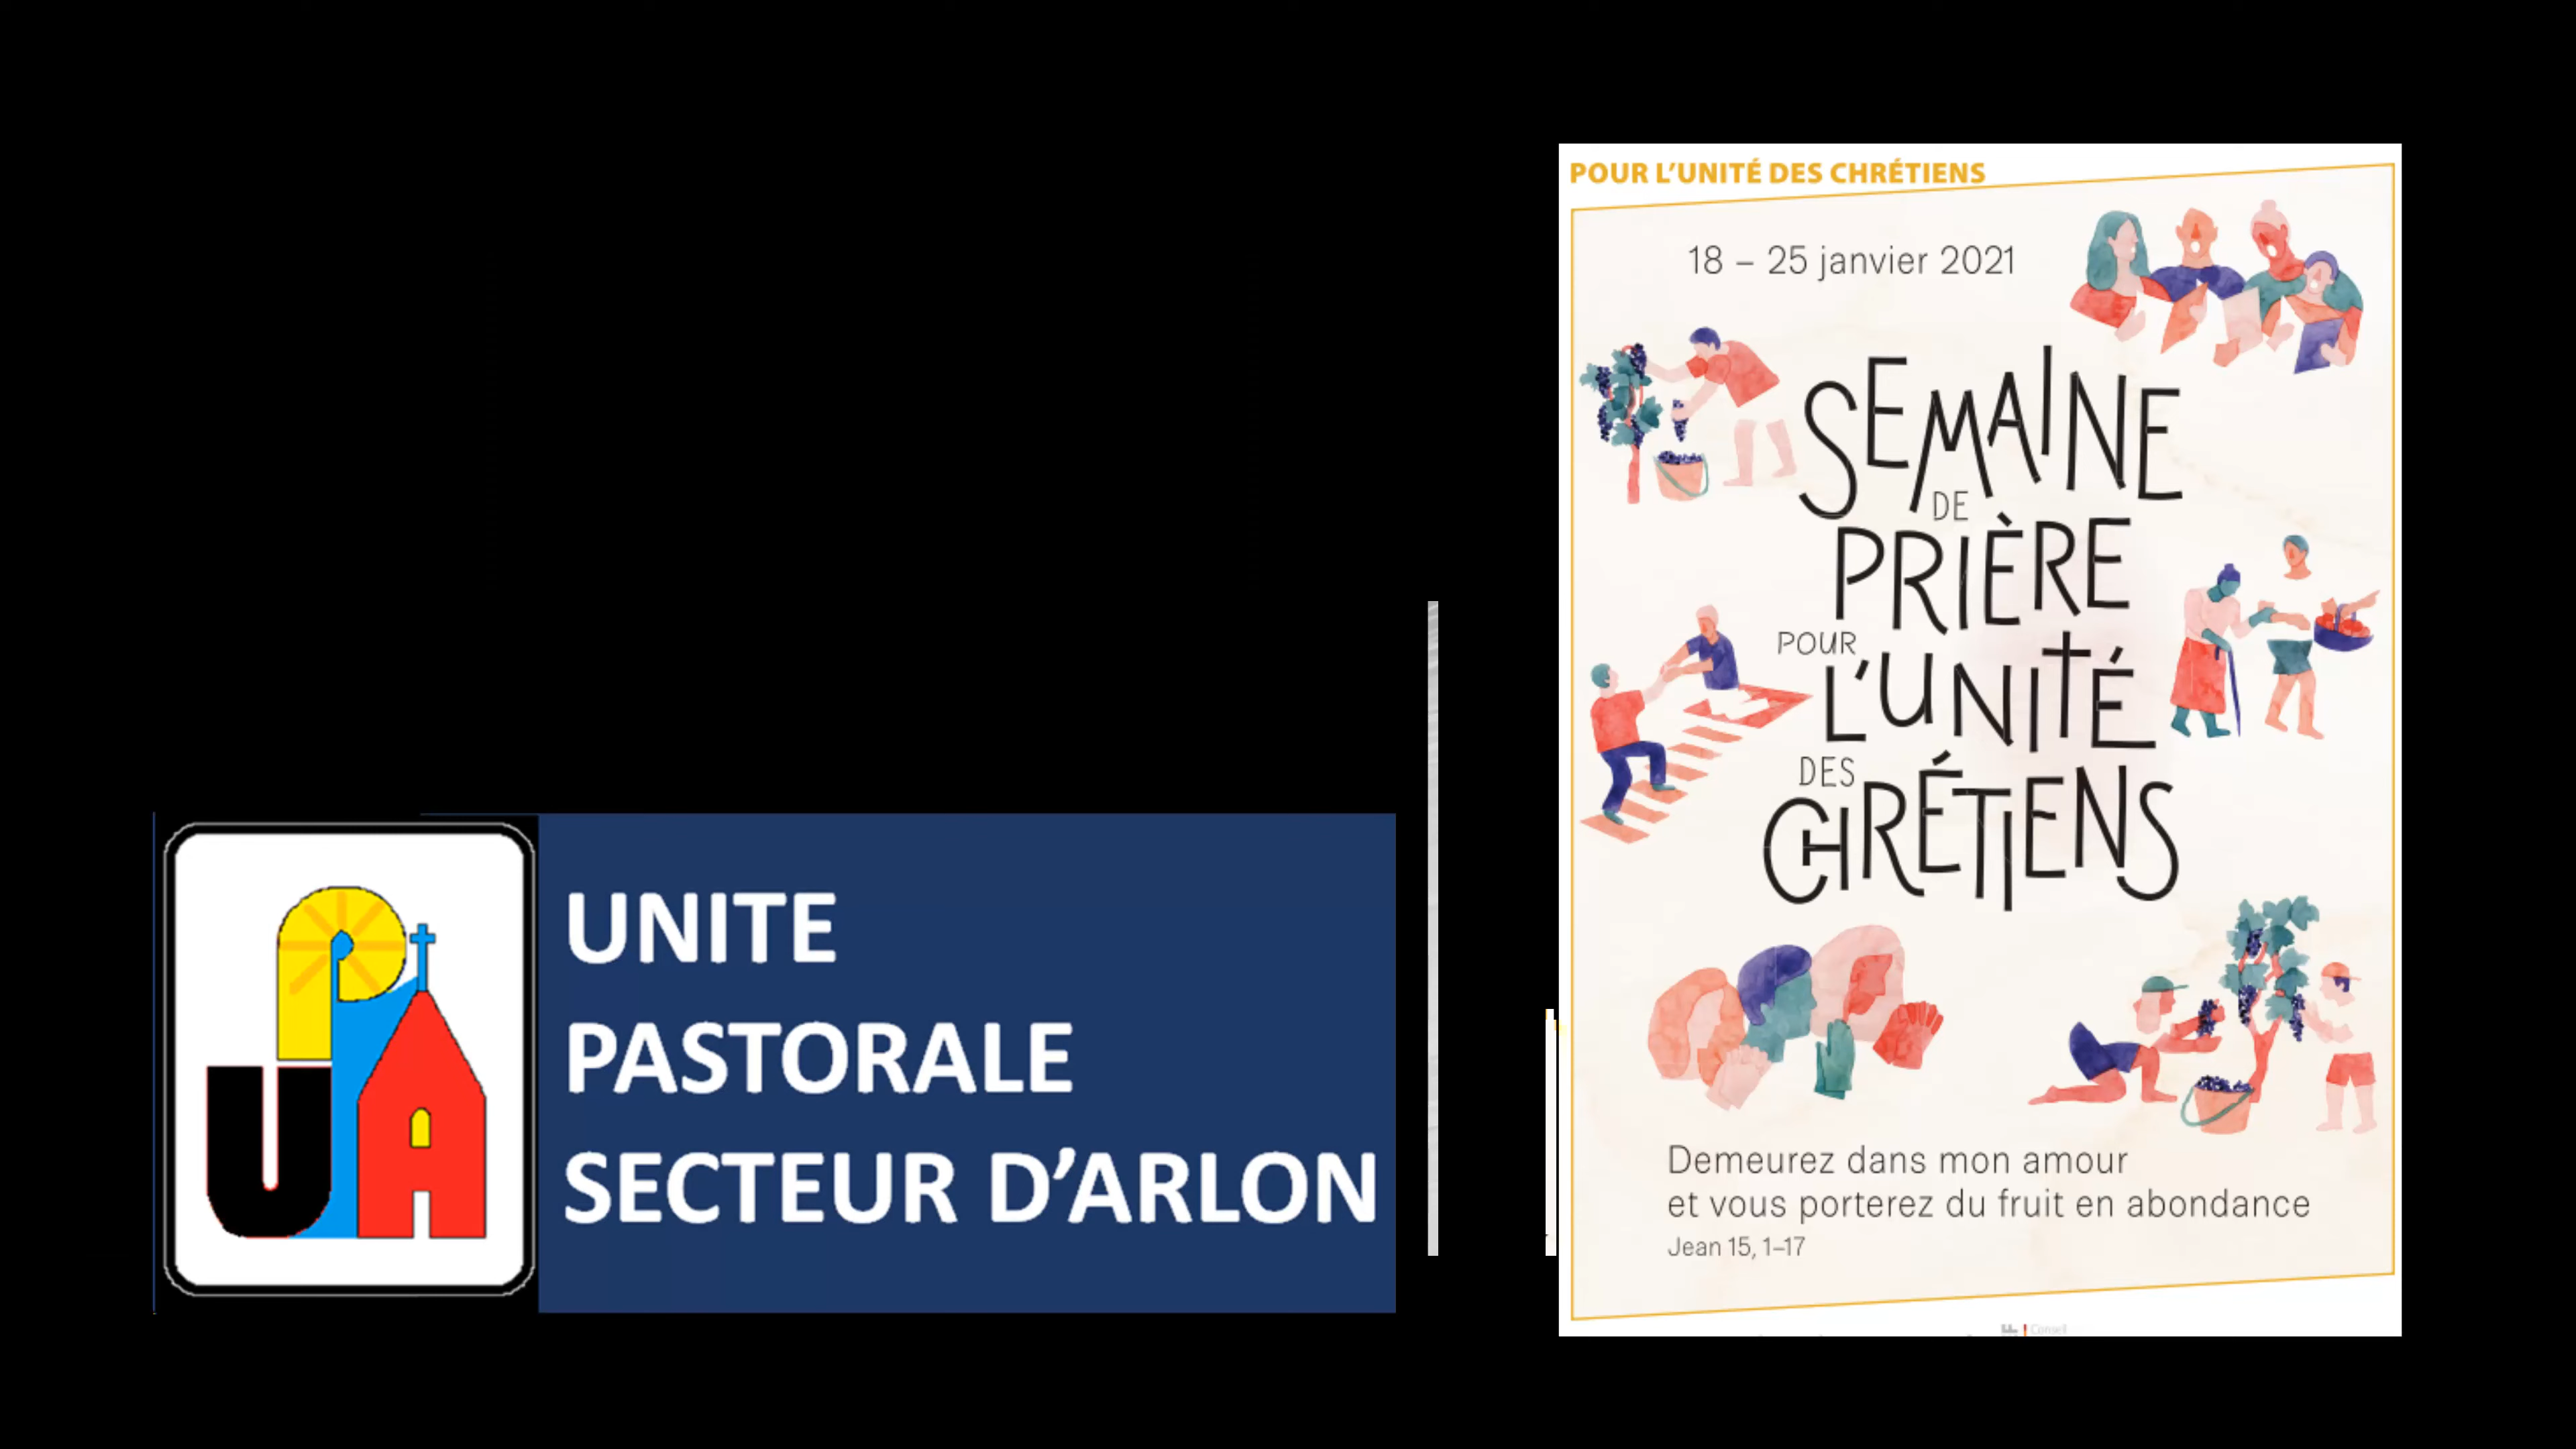 UNITE
PASTORALE
SECTEUR D'ARLON
POUR L'UNITÉ DES CHRÉTIENS
18 – 25 janvier 2021
SEMAINE
DE
PRIÈRE
POUR
L'UNITÉ
DES
CHRÉTIENS
Demeurez dans mon amour
et vous porterez du fruit en abondance
Jean 15, 1–17
Conseil